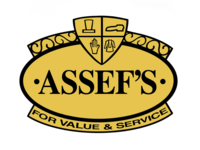 · ASSEF'S ·
FOR VALUE & SERVICE